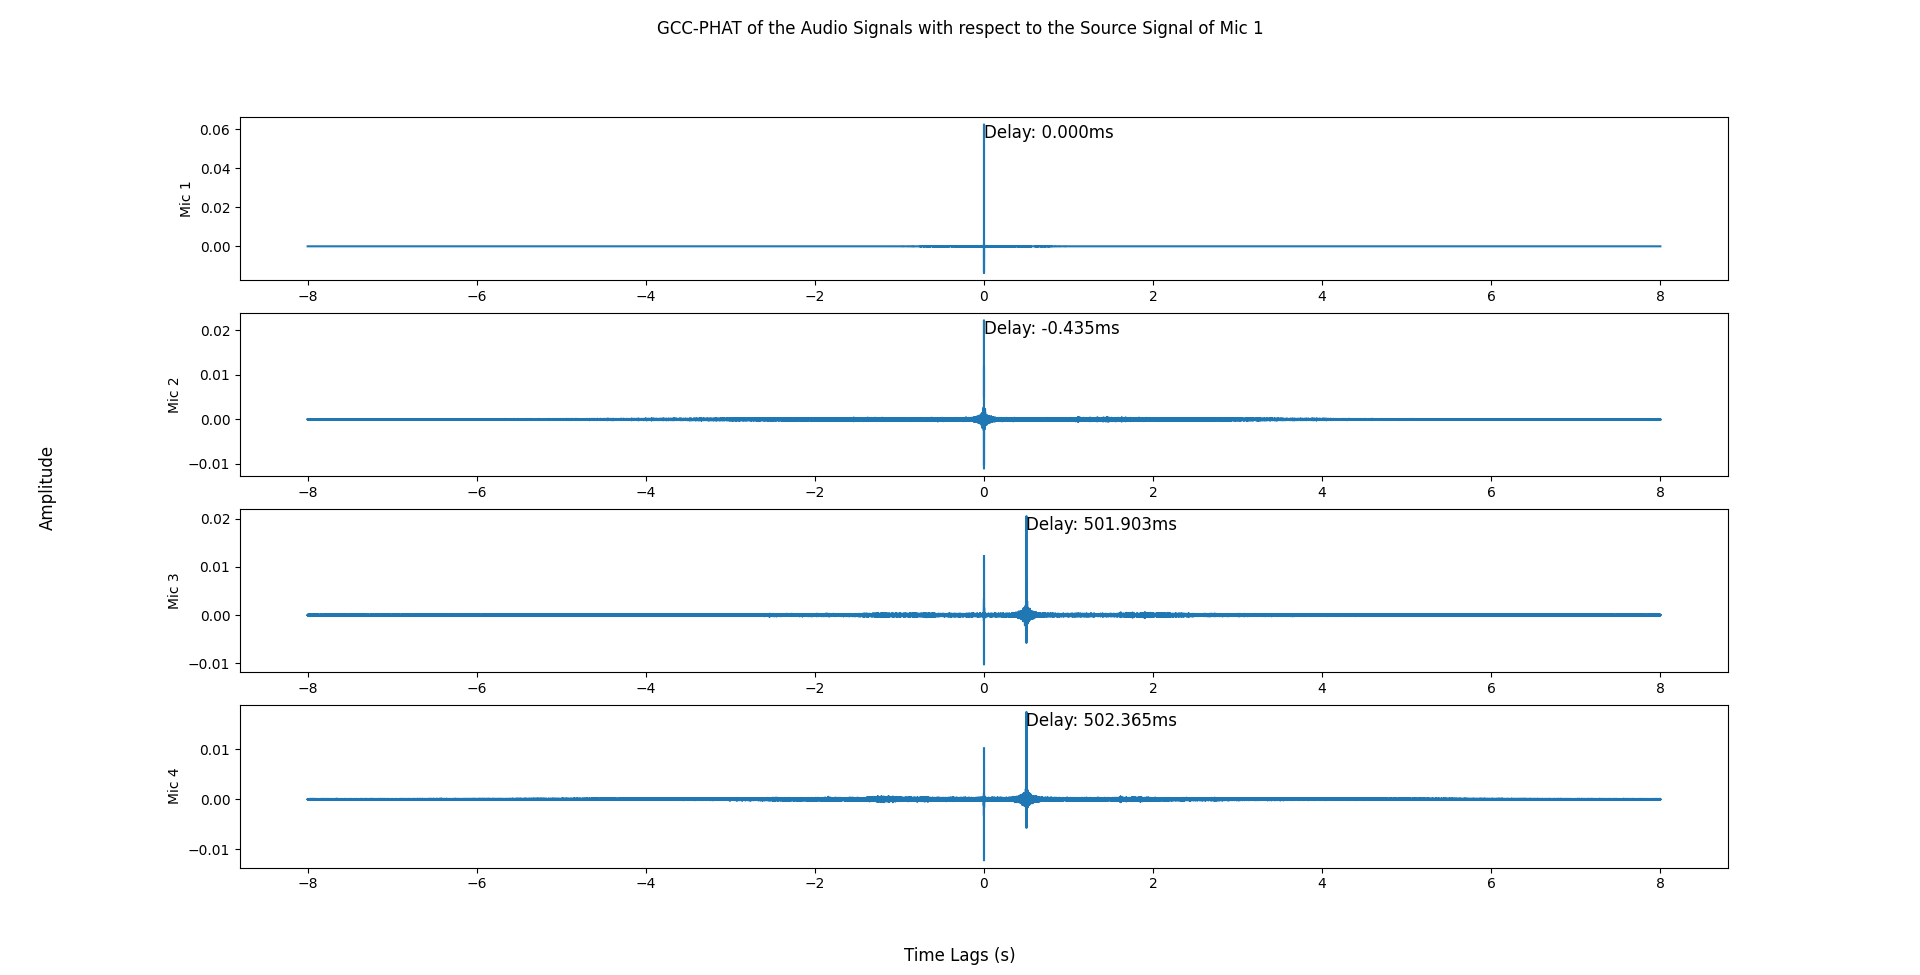 GCC-PHAT of the Audio Signals with respect to the Source Signal of Mic 1
Delay: 0.000ms
0.06
0.04
0.02
0.00
Mic 1
−8 −6 −4 −2 0 2 4 6 8
Delay: -0.435ms
0.02
0.01
0.00
−0.01
Mic 2
−8 −6 −4 −2 0 2 4 6 8
Delay: 501.903ms
0.02
0.01
0.00
−0.01
Mic 3
−8 −6 −4 −2 0 2 4 6 8
Delay: 502.365ms
0.01
0.00
−0.01
Mic 4
−8 −6 −4 −2 0 2 4 6 8
Amplitude
Time Lags (s)